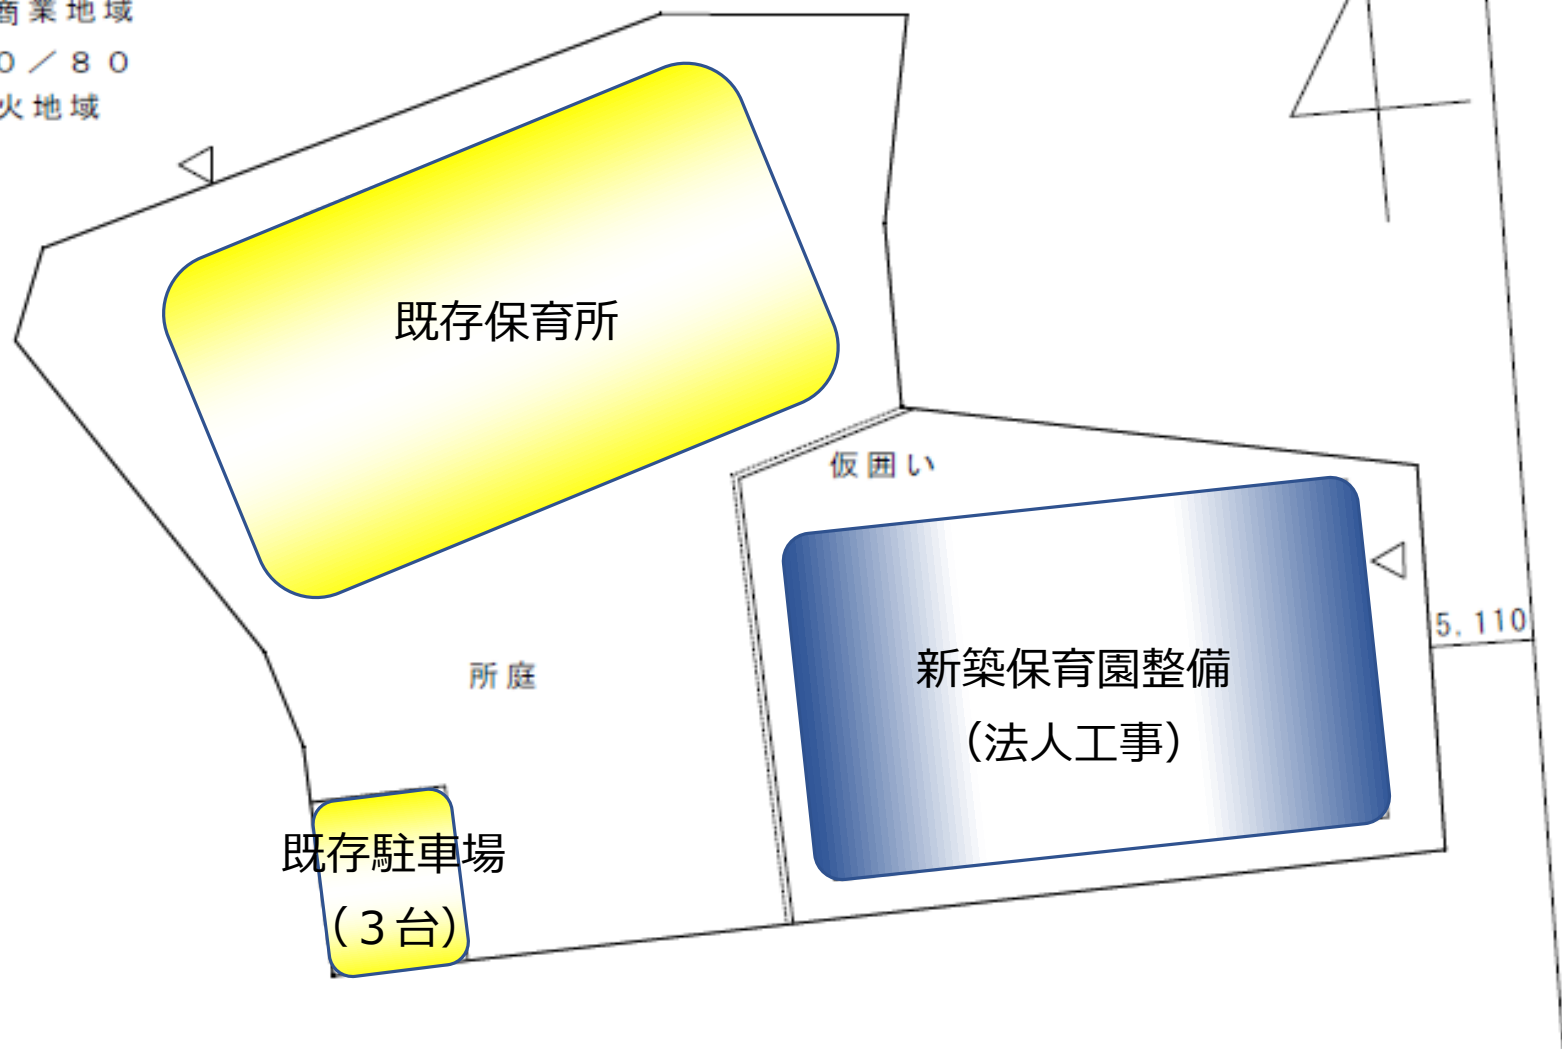 商業地域
０／８０
火地域
既存保育所
仮囲い
5.110
新築保育園整備
（法人工事）
所庭
既存駐車場
（３台）